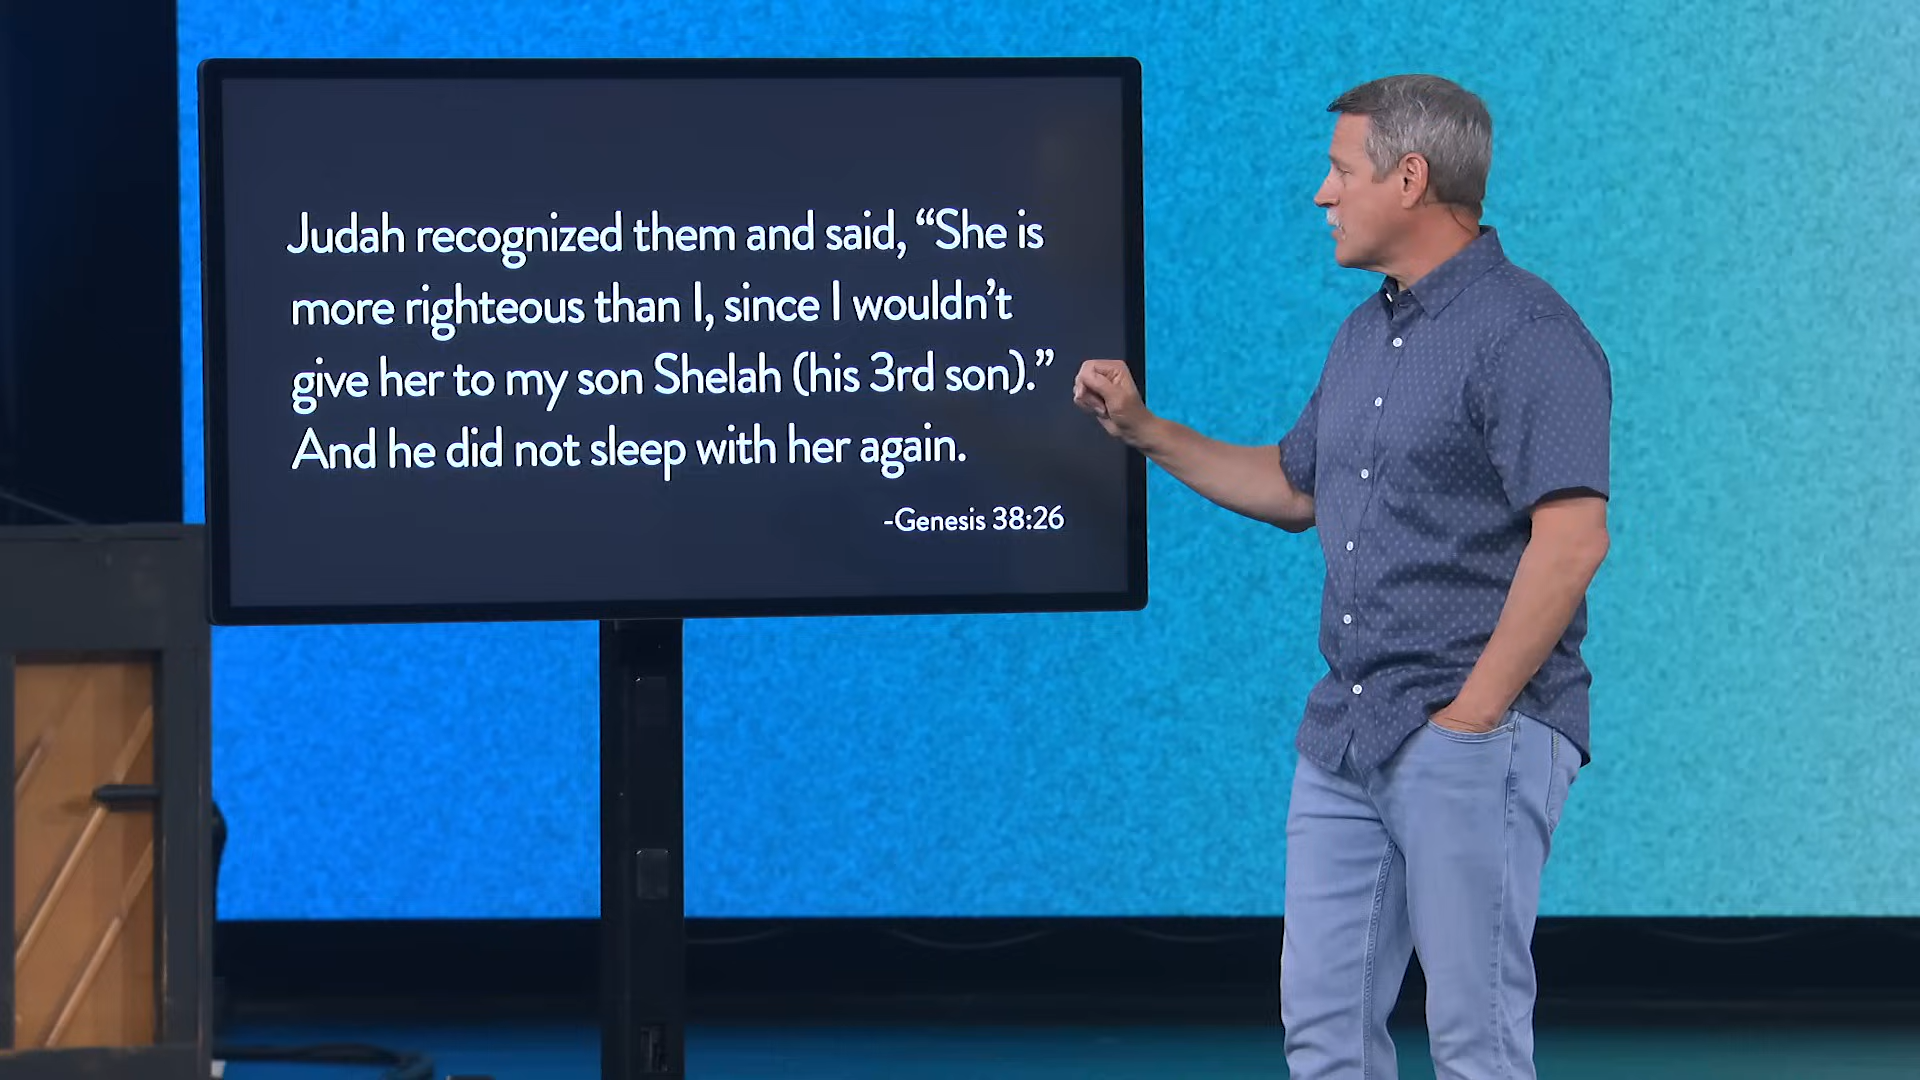 Judah recognized them and said, “She is
more righteous than I, since I wouldn’t
give her to my son Shelah (his 3rd son).”
And he did not sleep with her again.
-Genesis 38:26